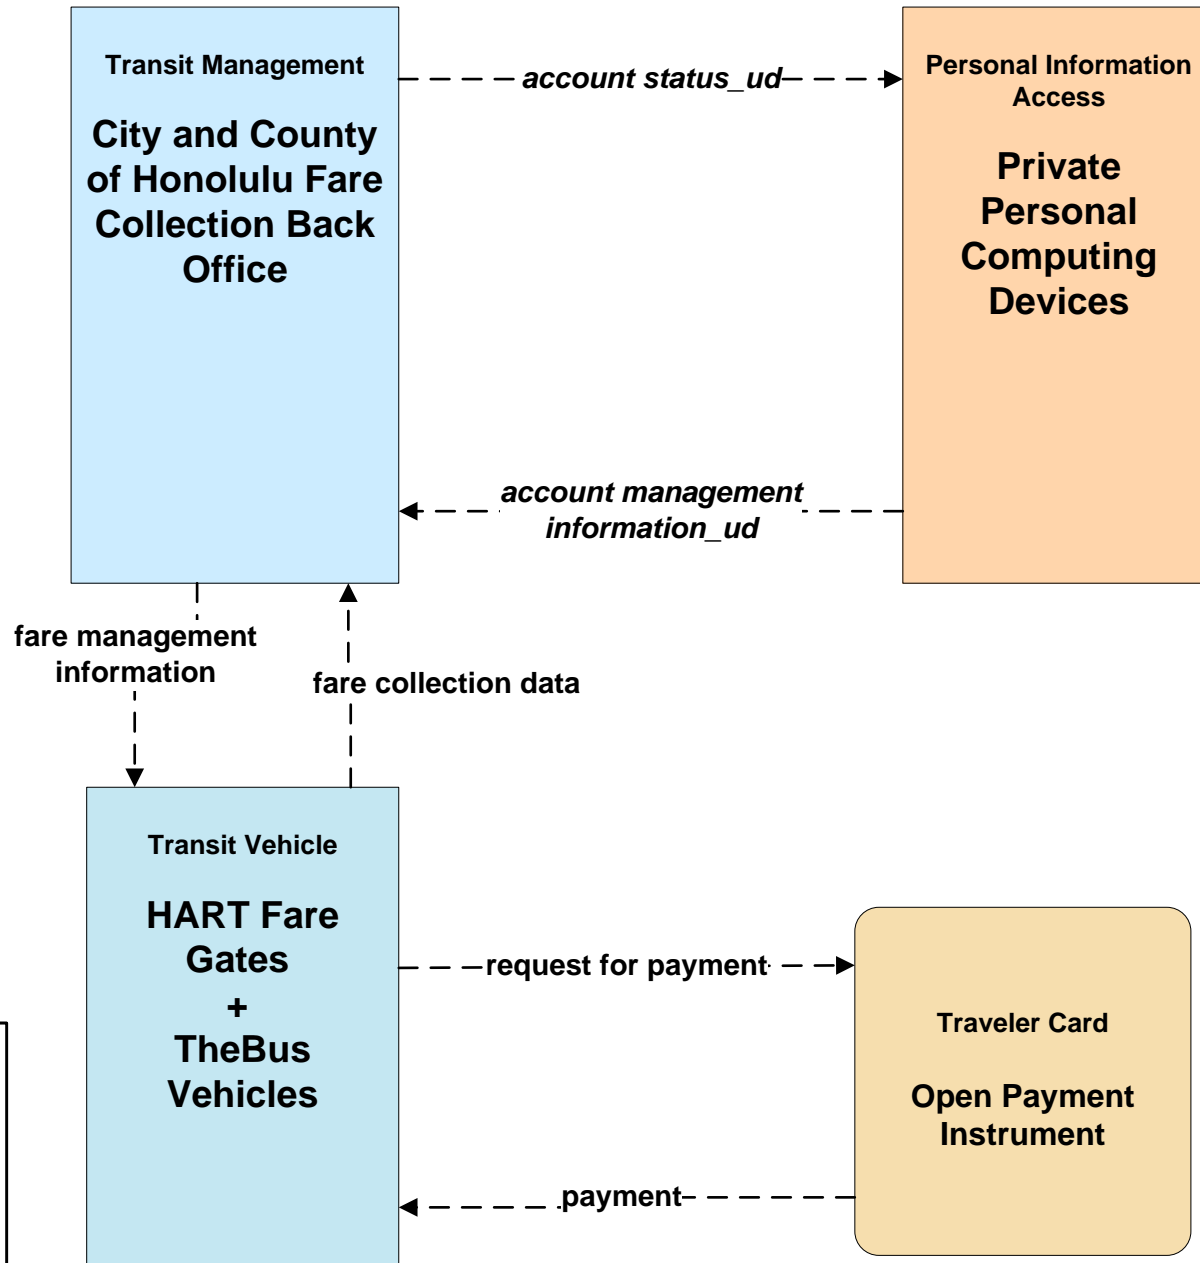 Transit Management
City and County
of Honolulu Fare
Collection Back
Office
account status_ud
Personal Information
Access
Private
Personal
Computing
Devices
account management
information_ud
fare management
information
fare collection data
Transit Vehicle
HART Fare
Gates
+
TheBus
Vehicles
request for payment
Traveler Card
Open Payment
Instrument
payment